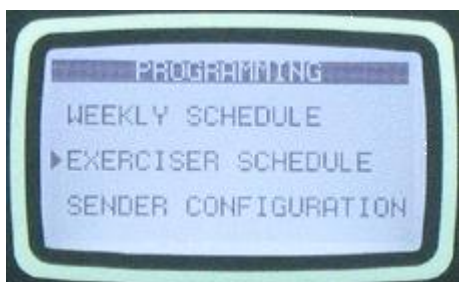 PROGRAMMING
WEEKLY SCHEDULE
EXERCISER SCHEDULE
SENDER CONFIGURATION